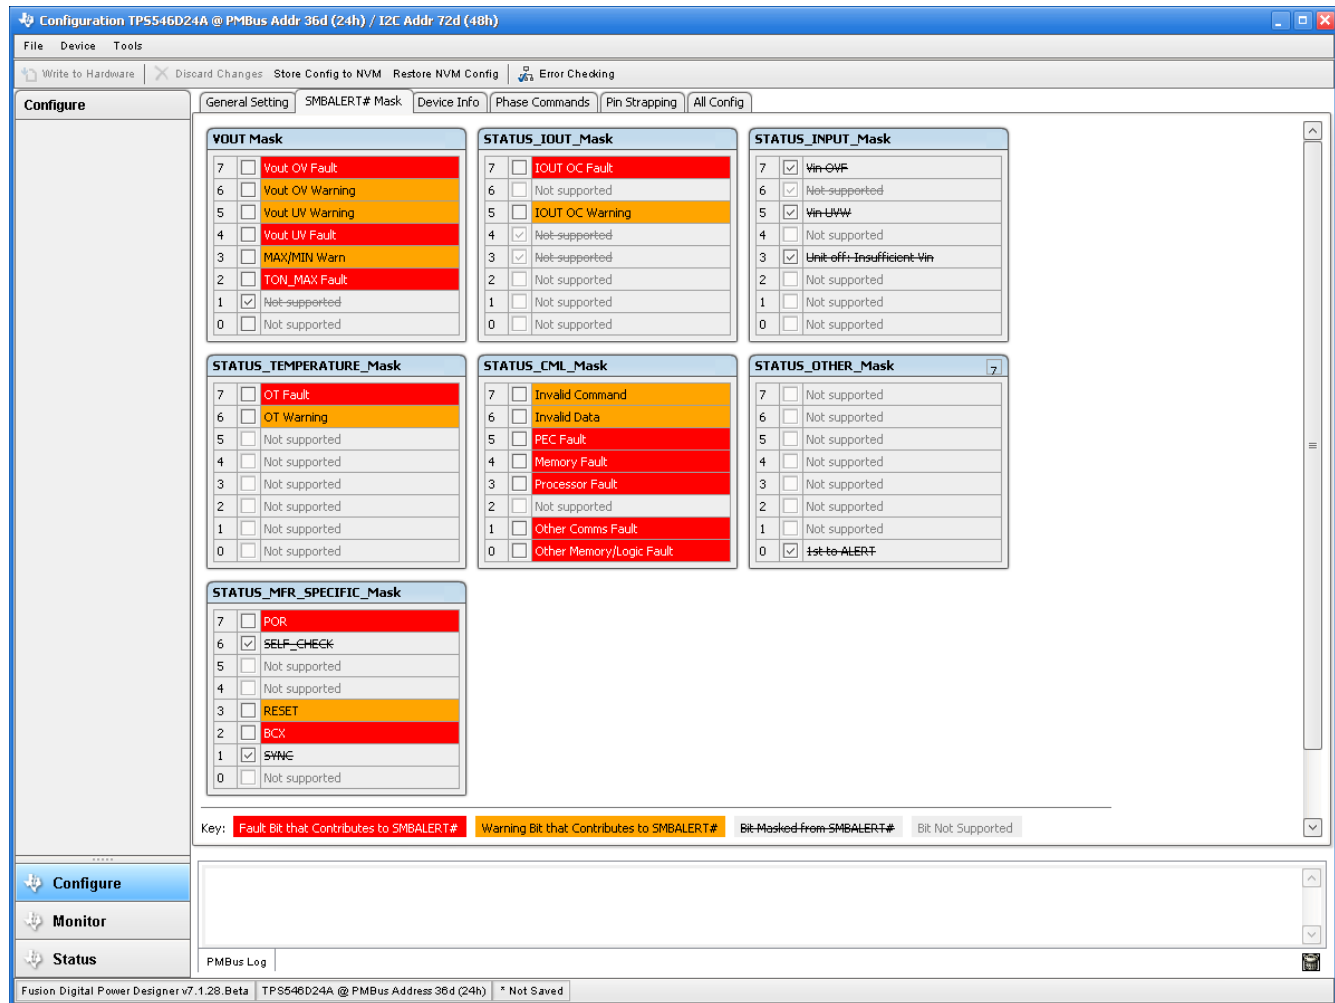 Configuration TPS546D24A @ PMBus Addr 36d (24h) / I2C Addr 72d (48h)
File Device Tools
Write to Hardware Discard Changes Store Config to NVM Restore NVM Config Error Checking
Configure
General Setting SMBALERT# Mask Device Info Phase Commands Pin Strapping All Config
VOUT Mask
7 Vout OV Fault
6 Vout OV Warning
5 Vout UV Warning
4 Vout UV Fault
3 MAX/MIN Warn
2 TON_MAX Fault
1 Not supported
0 Not supported
STATUS_IOUT_Mask
7 IOUT OC Fault
6 Not supported
5 IOUT OC Warning
4 Not supported
3 Not supported
2 Not supported
1 Not supported
0 Not supported
STATUS_INPUT_Mask
7 Vin OVF
6 Not supported
5 Vin UVW
4 Not supported
3 Unit off: Insufficient Vin
2 Not supported
1 Not supported
0 Not supported
STATUS_TEMPERATURE_Mask
7 OT Fault
6 OT Warning
5 Not supported
4 Not supported
3 Not supported
2 Not supported
1 Not supported
0 Not supported
STATUS_CML_Mask
7 Invalid Command
6 Invalid Data
5 PEC Fault
4 Memory Fault
3 Processor Fault
2 Not supported
1 Other Comms Fault
0 Other Memory/Logic Fault
STATUS_OTHER_Mask 7
7 Not supported
6 Not supported
5 Not supported
4 Not supported
3 Not supported
2 Not supported
1 Not supported
0 1st to ALERT
STATUS_MFR_SPECIFIC_Mask
7 POR
6 SELF_CHECK
5 Not supported
4 Not supported
3 RESET
2 BCX
1 SYNC
0 Not supported
Key: Fault Bit that Contributes to SMBALERT# Warning Bit that Contributes to SMBALERT# Bit Masked from SMBALERT# Bit Not Supported
Configure
Monitor
Status
PMBus Log
Fusion Digital Power Designer v7.1.28.Beta TPS546D24A @ PMBus Address 36d (24h) * Not Saved